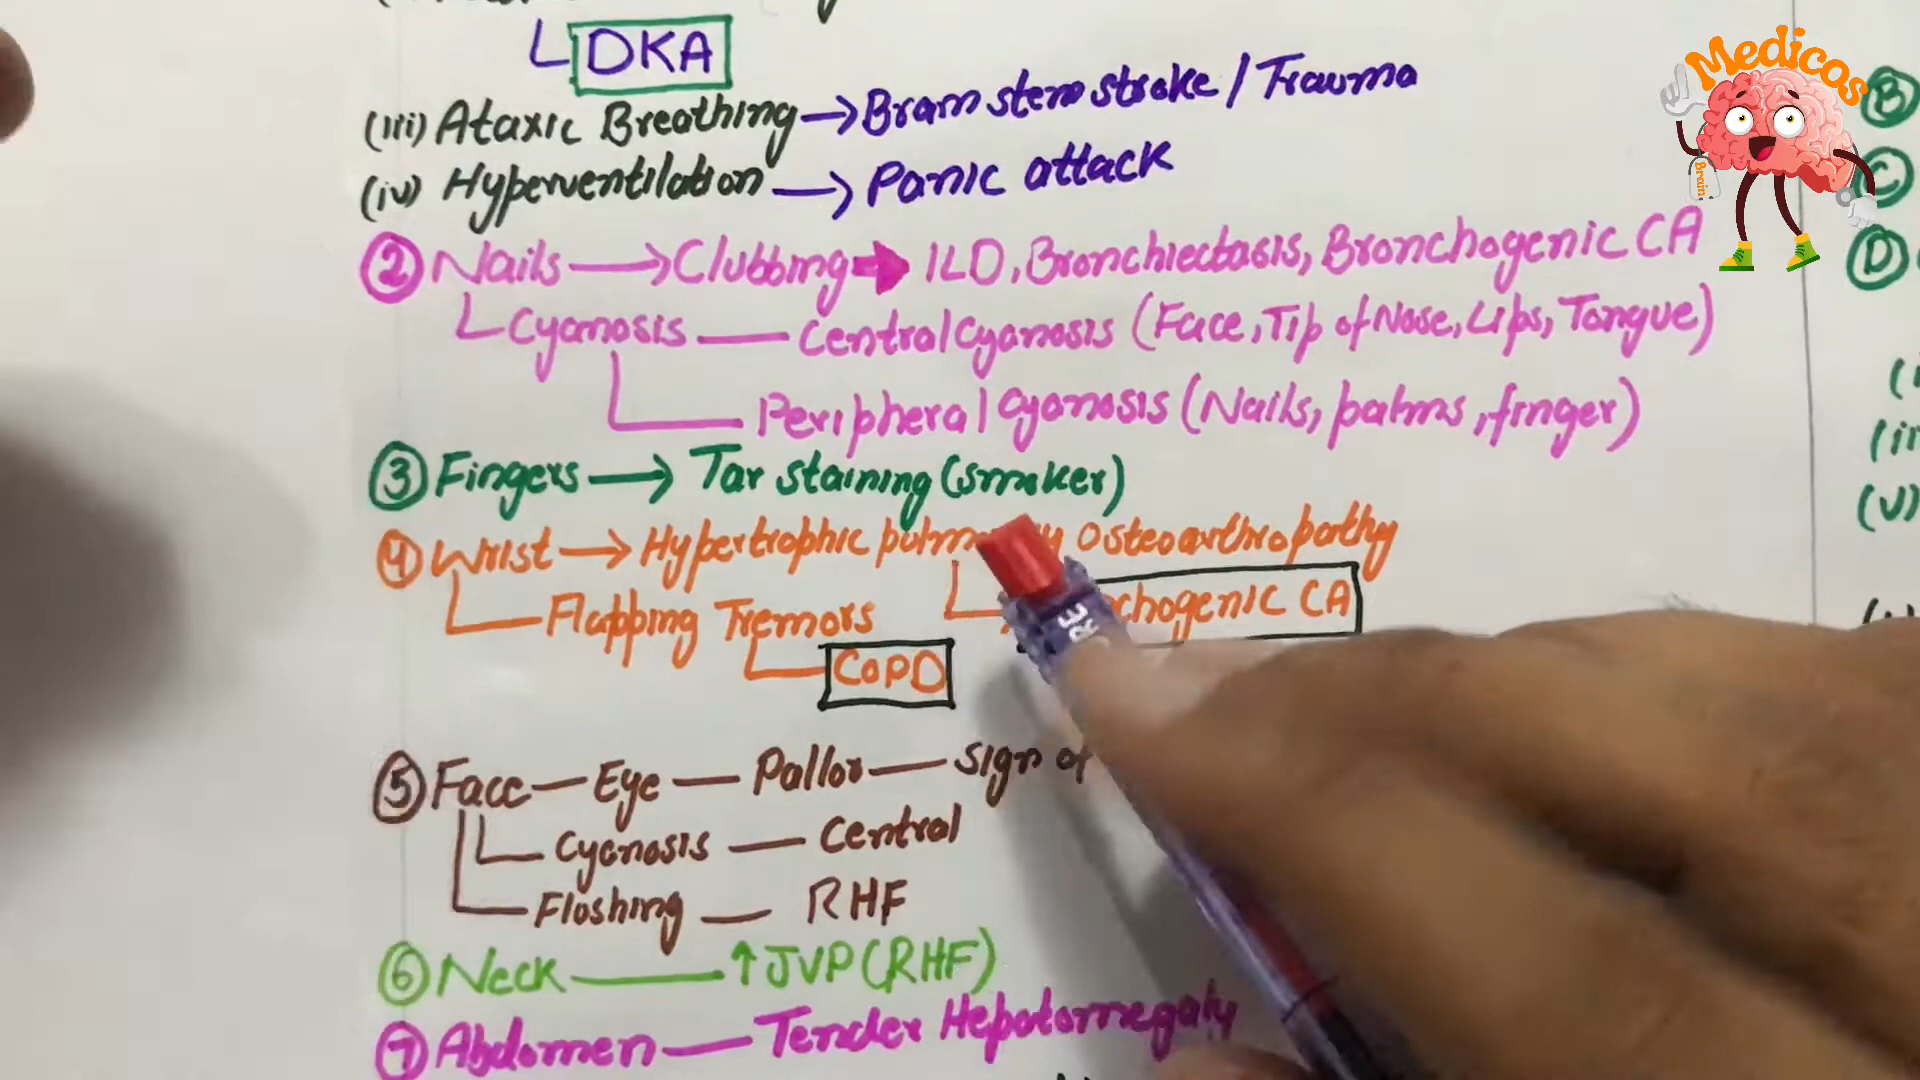 DKA
(iii) Ataxic Breathing → Brain stem stroke / Trauma
(iv) Hyperventilation → Panic attack
② Nails → Clubbing → ILD, Bronchiectasis, Bronchogenic CA
Cyanosis — Central Cyanosis (Face, Tip of Nose, Lips, Tongue)
Peripheral Cyanosis (Nails, palms, finger)
③ Fingers → Tar staining (smoker)
④ Wrist → Hypertrophic Osteoarthropathy
Flapping Tremors
CA
COPD
⑤ Face — Eye — Pallor — Sign of
Cyanosis — Central
Flushing — RHF
⑥ Neck — ↑ JVP (RHF)
⑦ Abdomen — Tender Hepatomegaly
Medicos
Brain
B
C
D